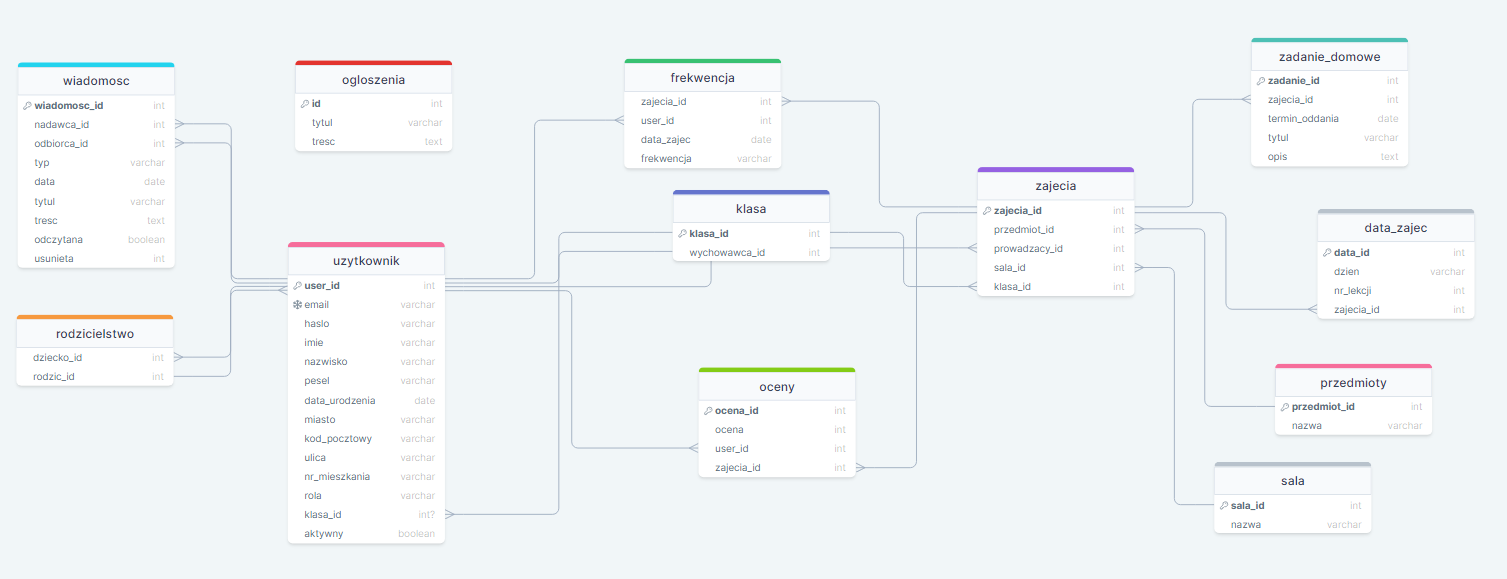 wiadomosc
wiadomosc_id int
nadawca_id int
odbiorca_id int
typ varchar
data date
tytul varchar
tresc text
odczytana boolean
usunieta int
rodzicielstwo
dziecko_id int
rodzic_id int
ogloszenia
id int
tytul varchar
tresc text
uzytkownik
user_id int
email varchar
haslo varchar
imie varchar
nazwisko varchar
pesel varchar
data_urodzenia date
miasto varchar
kod_pocztowy varchar
ulica varchar
nr_mieszkania varchar
rola varchar
klasa_id int?
aktywny boolean
frekwencja
zajecia_id int
user_id int
data_zajec date
frekwencja varchar
klasa
klasa_id int
wychowawca_id int
oceny
ocena_id int
ocena int
user_id int
zajecia_id int
zajecia
zajecia_id int
przedmiot_id int
prowadzacy_id int
sala_id int
klasa_id int
zadanie_domowe
zadanie_id int
zajecia_id int
termin_oddania date
tytul varchar
opis text
data_zajec
data_id int
dzien varchar
nr_lekcji int
zajecia_id int
przedmioty
przedmiot_id int
nazwa varchar
sala
sala_id int
nazwa varchar